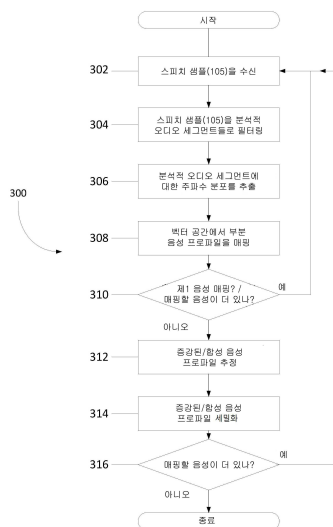 시작
302
스피치 샘플(105)을 수신
304
스피치 샘플(105)을 분석적
오디오 세그먼트들로 필터링
306
분석적 오디오 세그먼트에
대한 주파수 분포를 추출
300
308
벡터 공간에서 부분
음성 프로파일을 매핑
310
제1 음성 매핑? /
매핑할 음성이 더 있나?
예
아니오
312
증강된/합성 음성
프로파일 추정
314
증강된/합성 음성
프로파일 세밀화
316
매핑할 음성이 더 있나?
예
아니오
종료